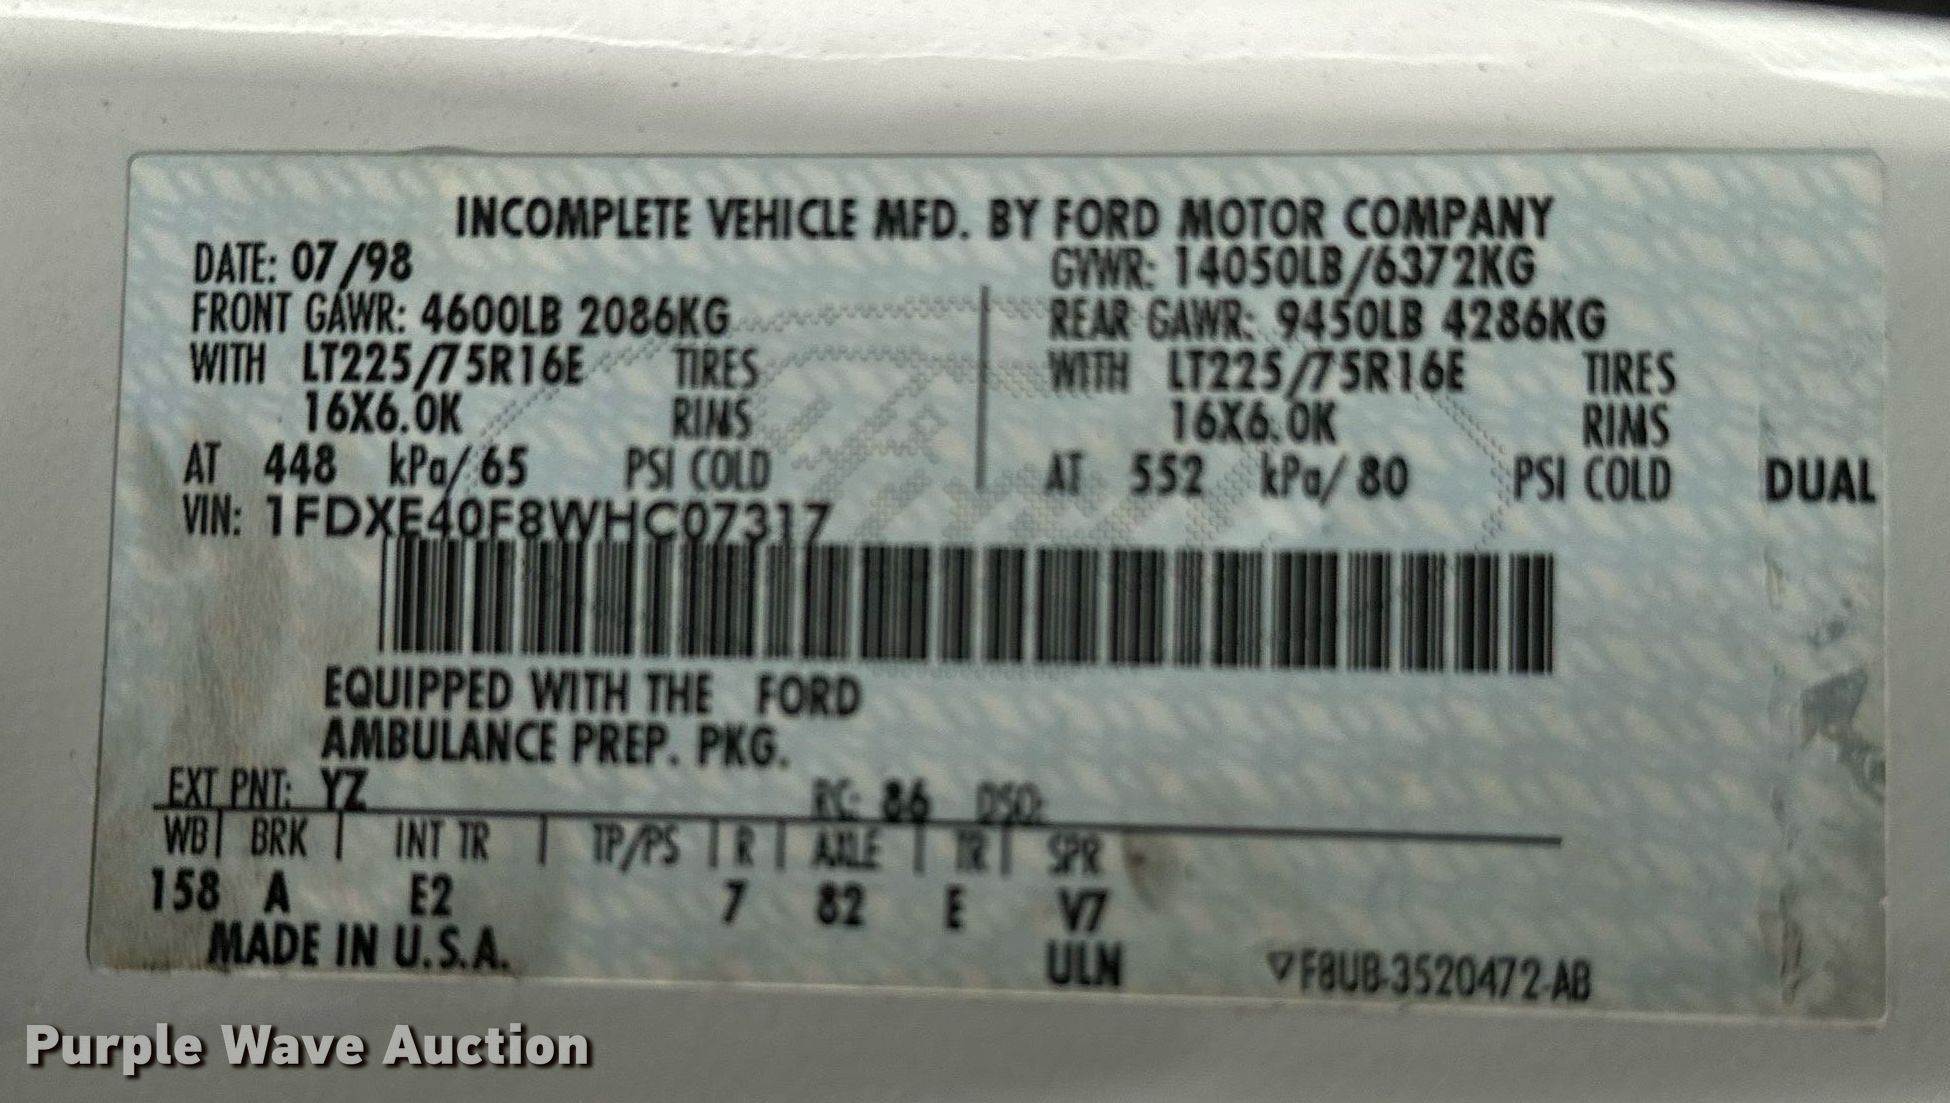 INCOMPLETE VEHICLE MFD. BY FORD MOTOR COMPANY
DATE: 07/98 GVWR: 14050LB/6372KG
FRONT GAWR: 4600LB 2086KG REAR GAWR: 9450LB 4286KG
WITH LT225/75R16E TIRES WITH LT225/75R16E TIRES
16X6.0K RIMS 16X6.0K RIMS
AT 448 kPa/65 PSI COLD AT 552 kPa/80 PSI COLD DUAL
VIN: 1FDXE40F8WHC07317
EQUIPPED WITH THE FORD
AMBULANCE PREP. PKG.
EXT PNT: YZ RC: 86 DSO:
WB | BRK | INT TR | TP/PS | R | AXLE | TR | SPR
158 A E2 7 82 E V7
MADE IN U.S.A. ULN ▽F8UB-3520472-AB
Purple Wave Auction